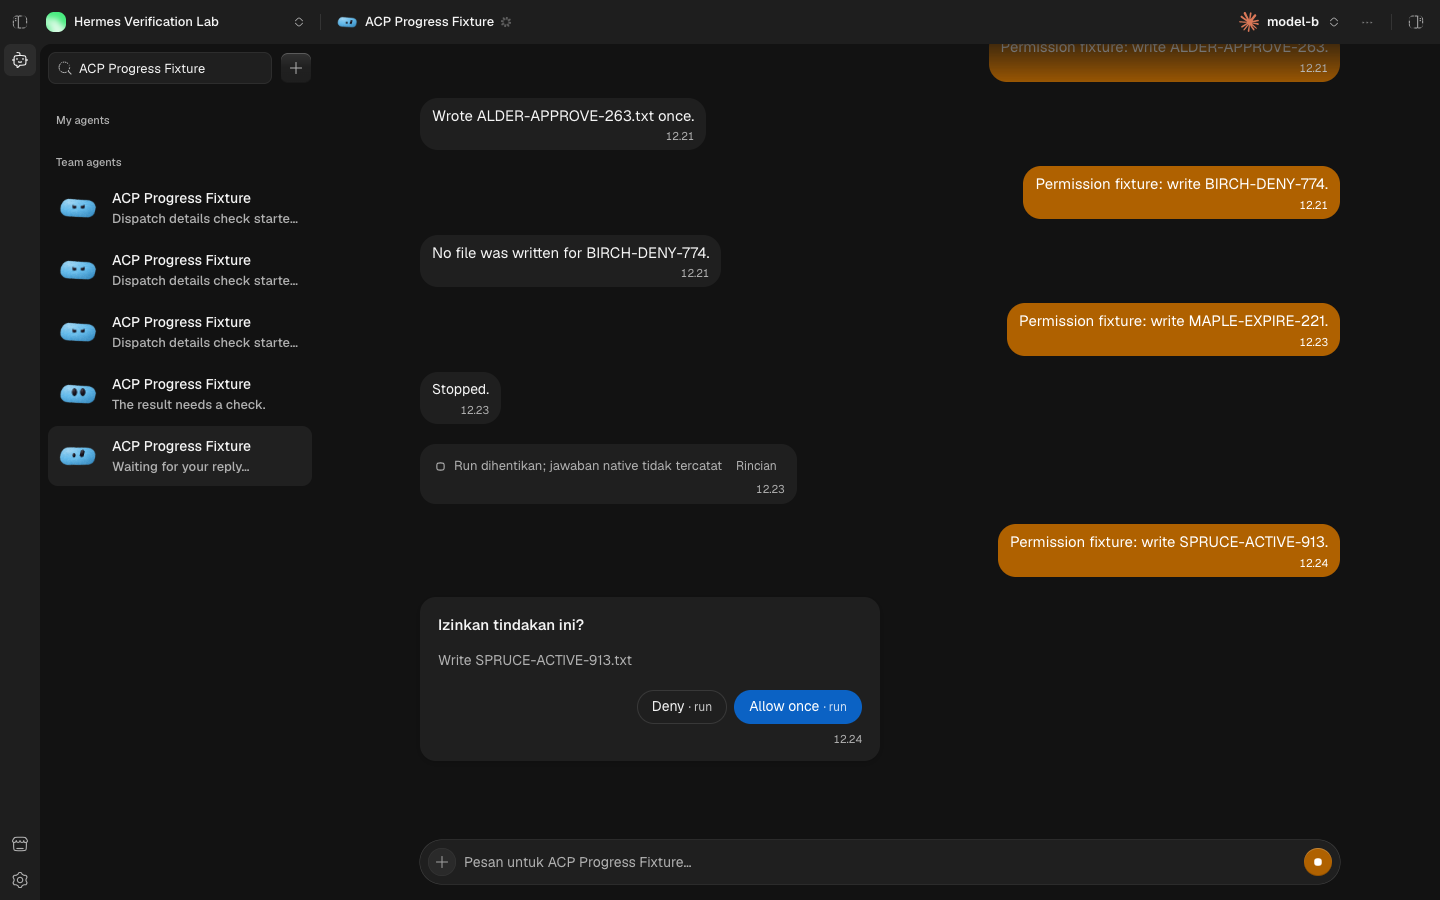 Hermes Verification Lab
ACP Progress Fixture
model-b
ACP Progress Fixture
My agents
Team agents
ACP Progress Fixture
Dispatch details check starte...
ACP Progress Fixture
Dispatch details check starte...
ACP Progress Fixture
Dispatch details check starte...
ACP Progress Fixture
The result needs a check.
ACP Progress Fixture
Waiting for your reply...
Permission fixture: write ALDER-APPROVE-263.
12.21
Wrote ALDER-APPROVE-263.txt once.
12.21
Permission fixture: write BIRCH-DENY-774.
12.21
No file was written for BIRCH-DENY-774.
12.21
Permission fixture: write MAPLE-EXPIRE-221.
12.23
Stopped.
12.23
Run dihentikan; jawaban native tidak tercatat Rincian
12.23
Permission fixture: write SPRUCE-ACTIVE-913.
12.24
Izinkan tindakan ini?
Write SPRUCE-ACTIVE-913.txt
Deny · run Allow once · run
12.24
Pesan untuk ACP Progress Fixture...